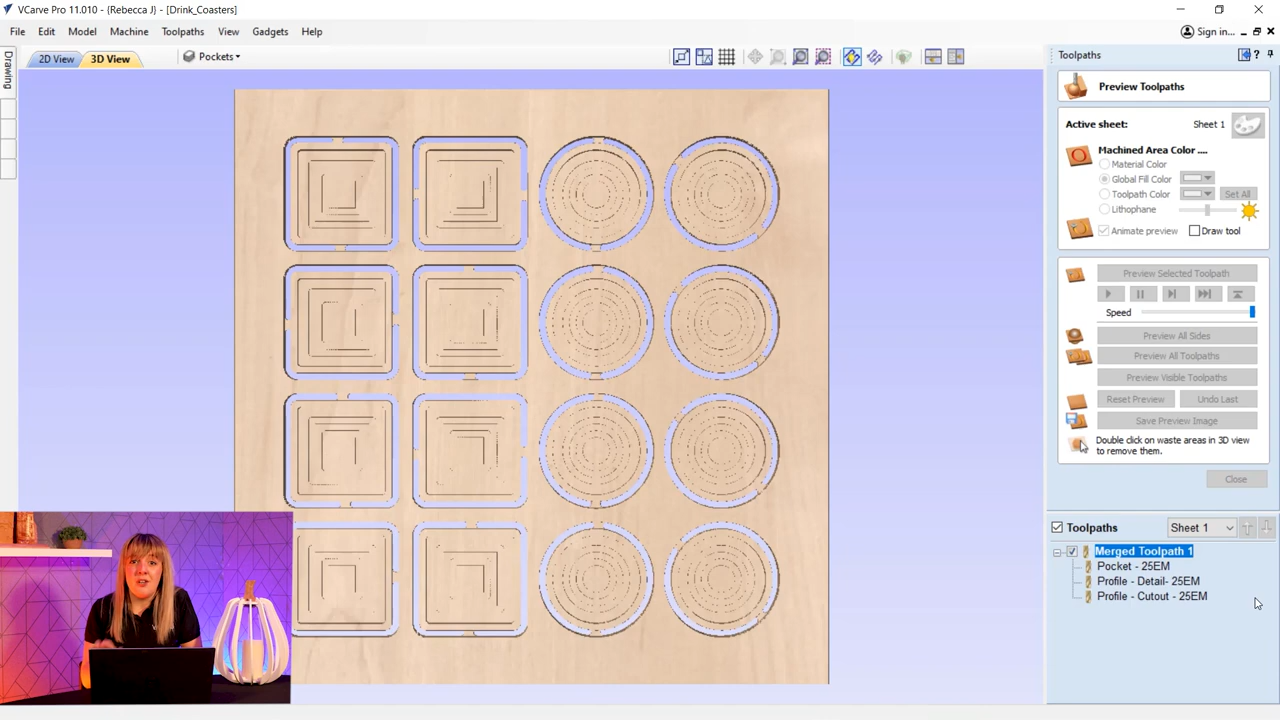 VCarve Pro 11.010 - {Rebecca J} - [Drink_Coasters]
File Edit Model Machine Toolpaths View Gadgets Help
Sign in...
Drawing
2D View 3D View Pockets
Toolpaths
Preview Toolpaths
Active sheet: Sheet 1
Machined Area Color ....
Material Color
Global Fill Color
Toolpath Color Set All
Lithophane
Animate preview Draw tool
Preview Selected Toolpath
Speed
Preview All Sides
Preview All Toolpaths
Preview Visible Toolpaths
Reset Preview Undo Last
Save Preview Image
Double click on waste areas in 3D view
to remove them.
Close
Toolpaths Sheet 1
Merged Toolpath 1
Pocket - 25EM
Profile - Detail- 25EM
Profile - Cutout - 25EM